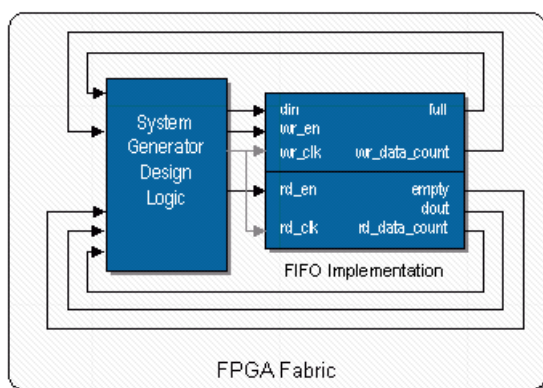 System
Generator
Design
Logic
din full
wr_en
wr_clk wr_data_count
rd_en empty
dout
rd_clk rd_data_count
FIFO Implementation
FPGA Fabric